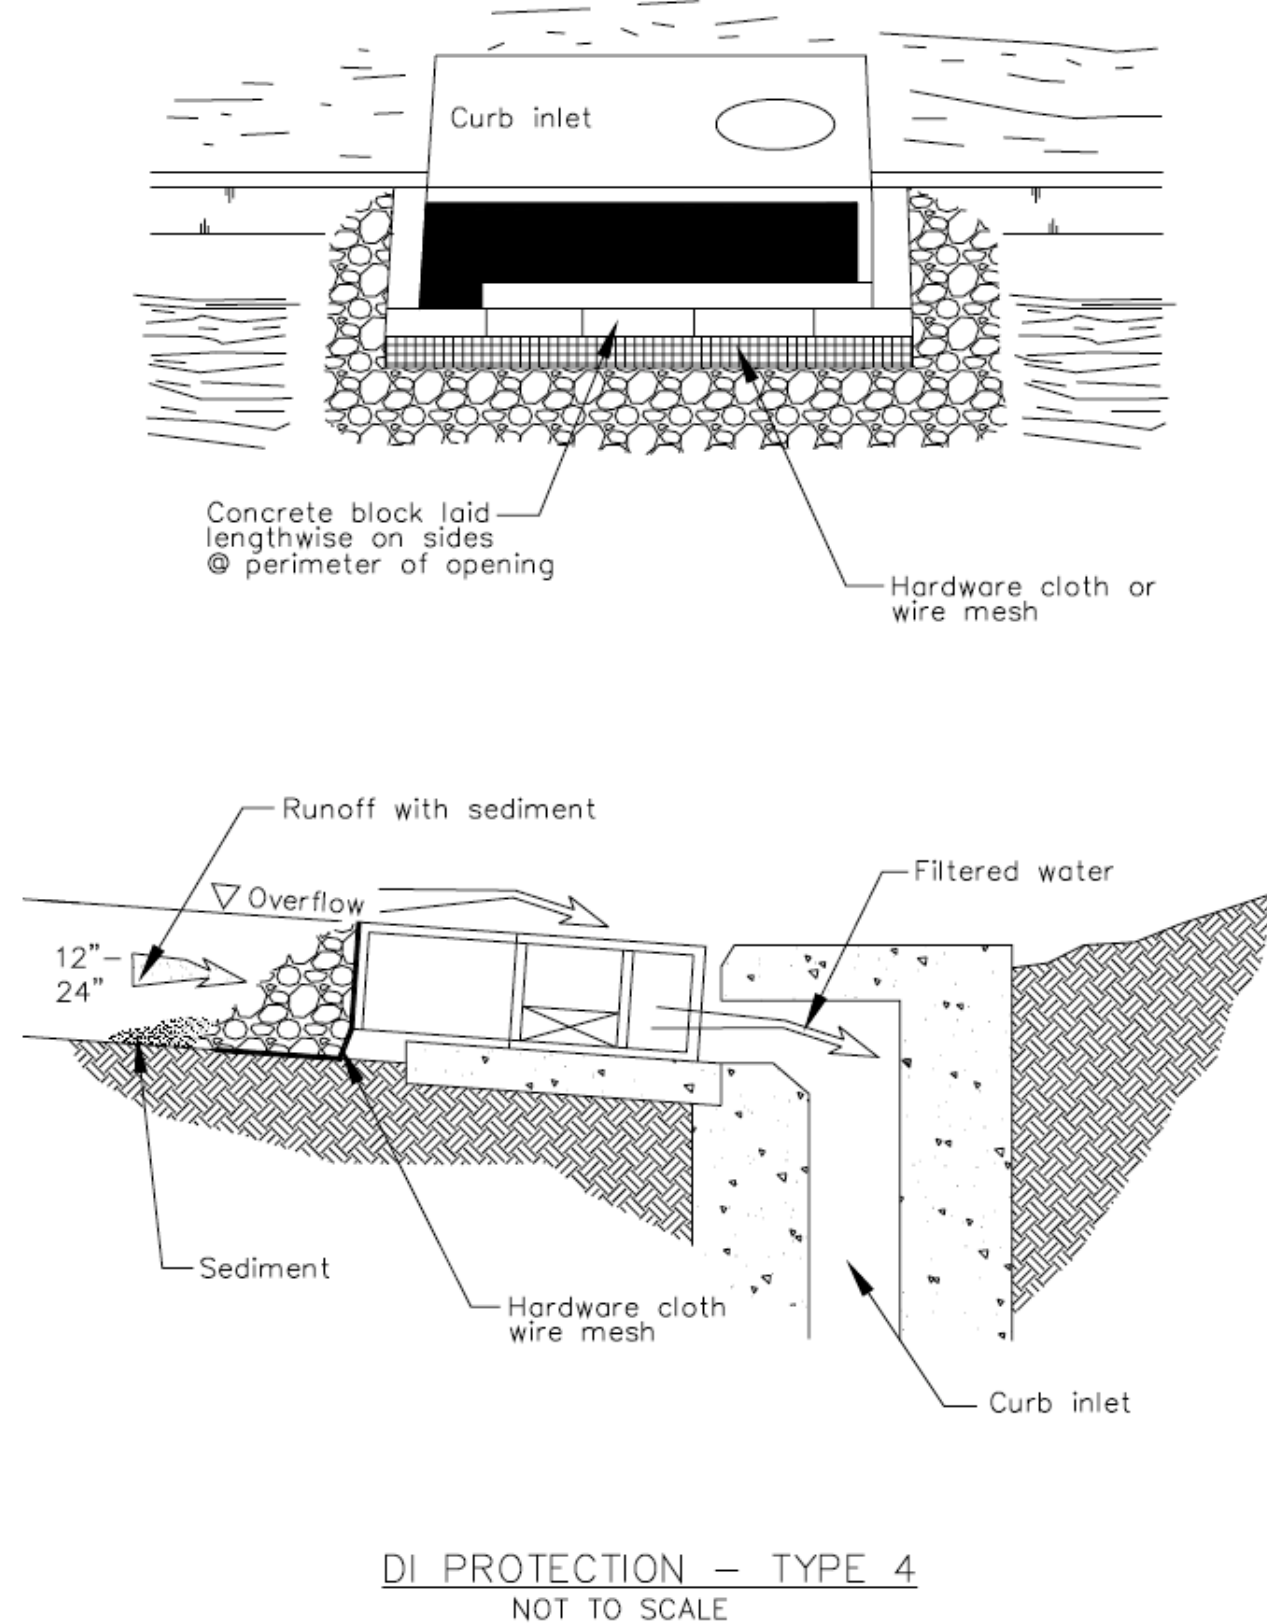 Curb inlet
Concrete block laid
lengthwise on sides
@ perimeter of opening
Hardware cloth or
wire mesh
Runoff with sediment
Filtered water
Overflow
12"-
24"
Sediment
Hardware cloth
wire mesh
Curb inlet
DI PROTECTION - TYPE 4
NOT TO SCALE